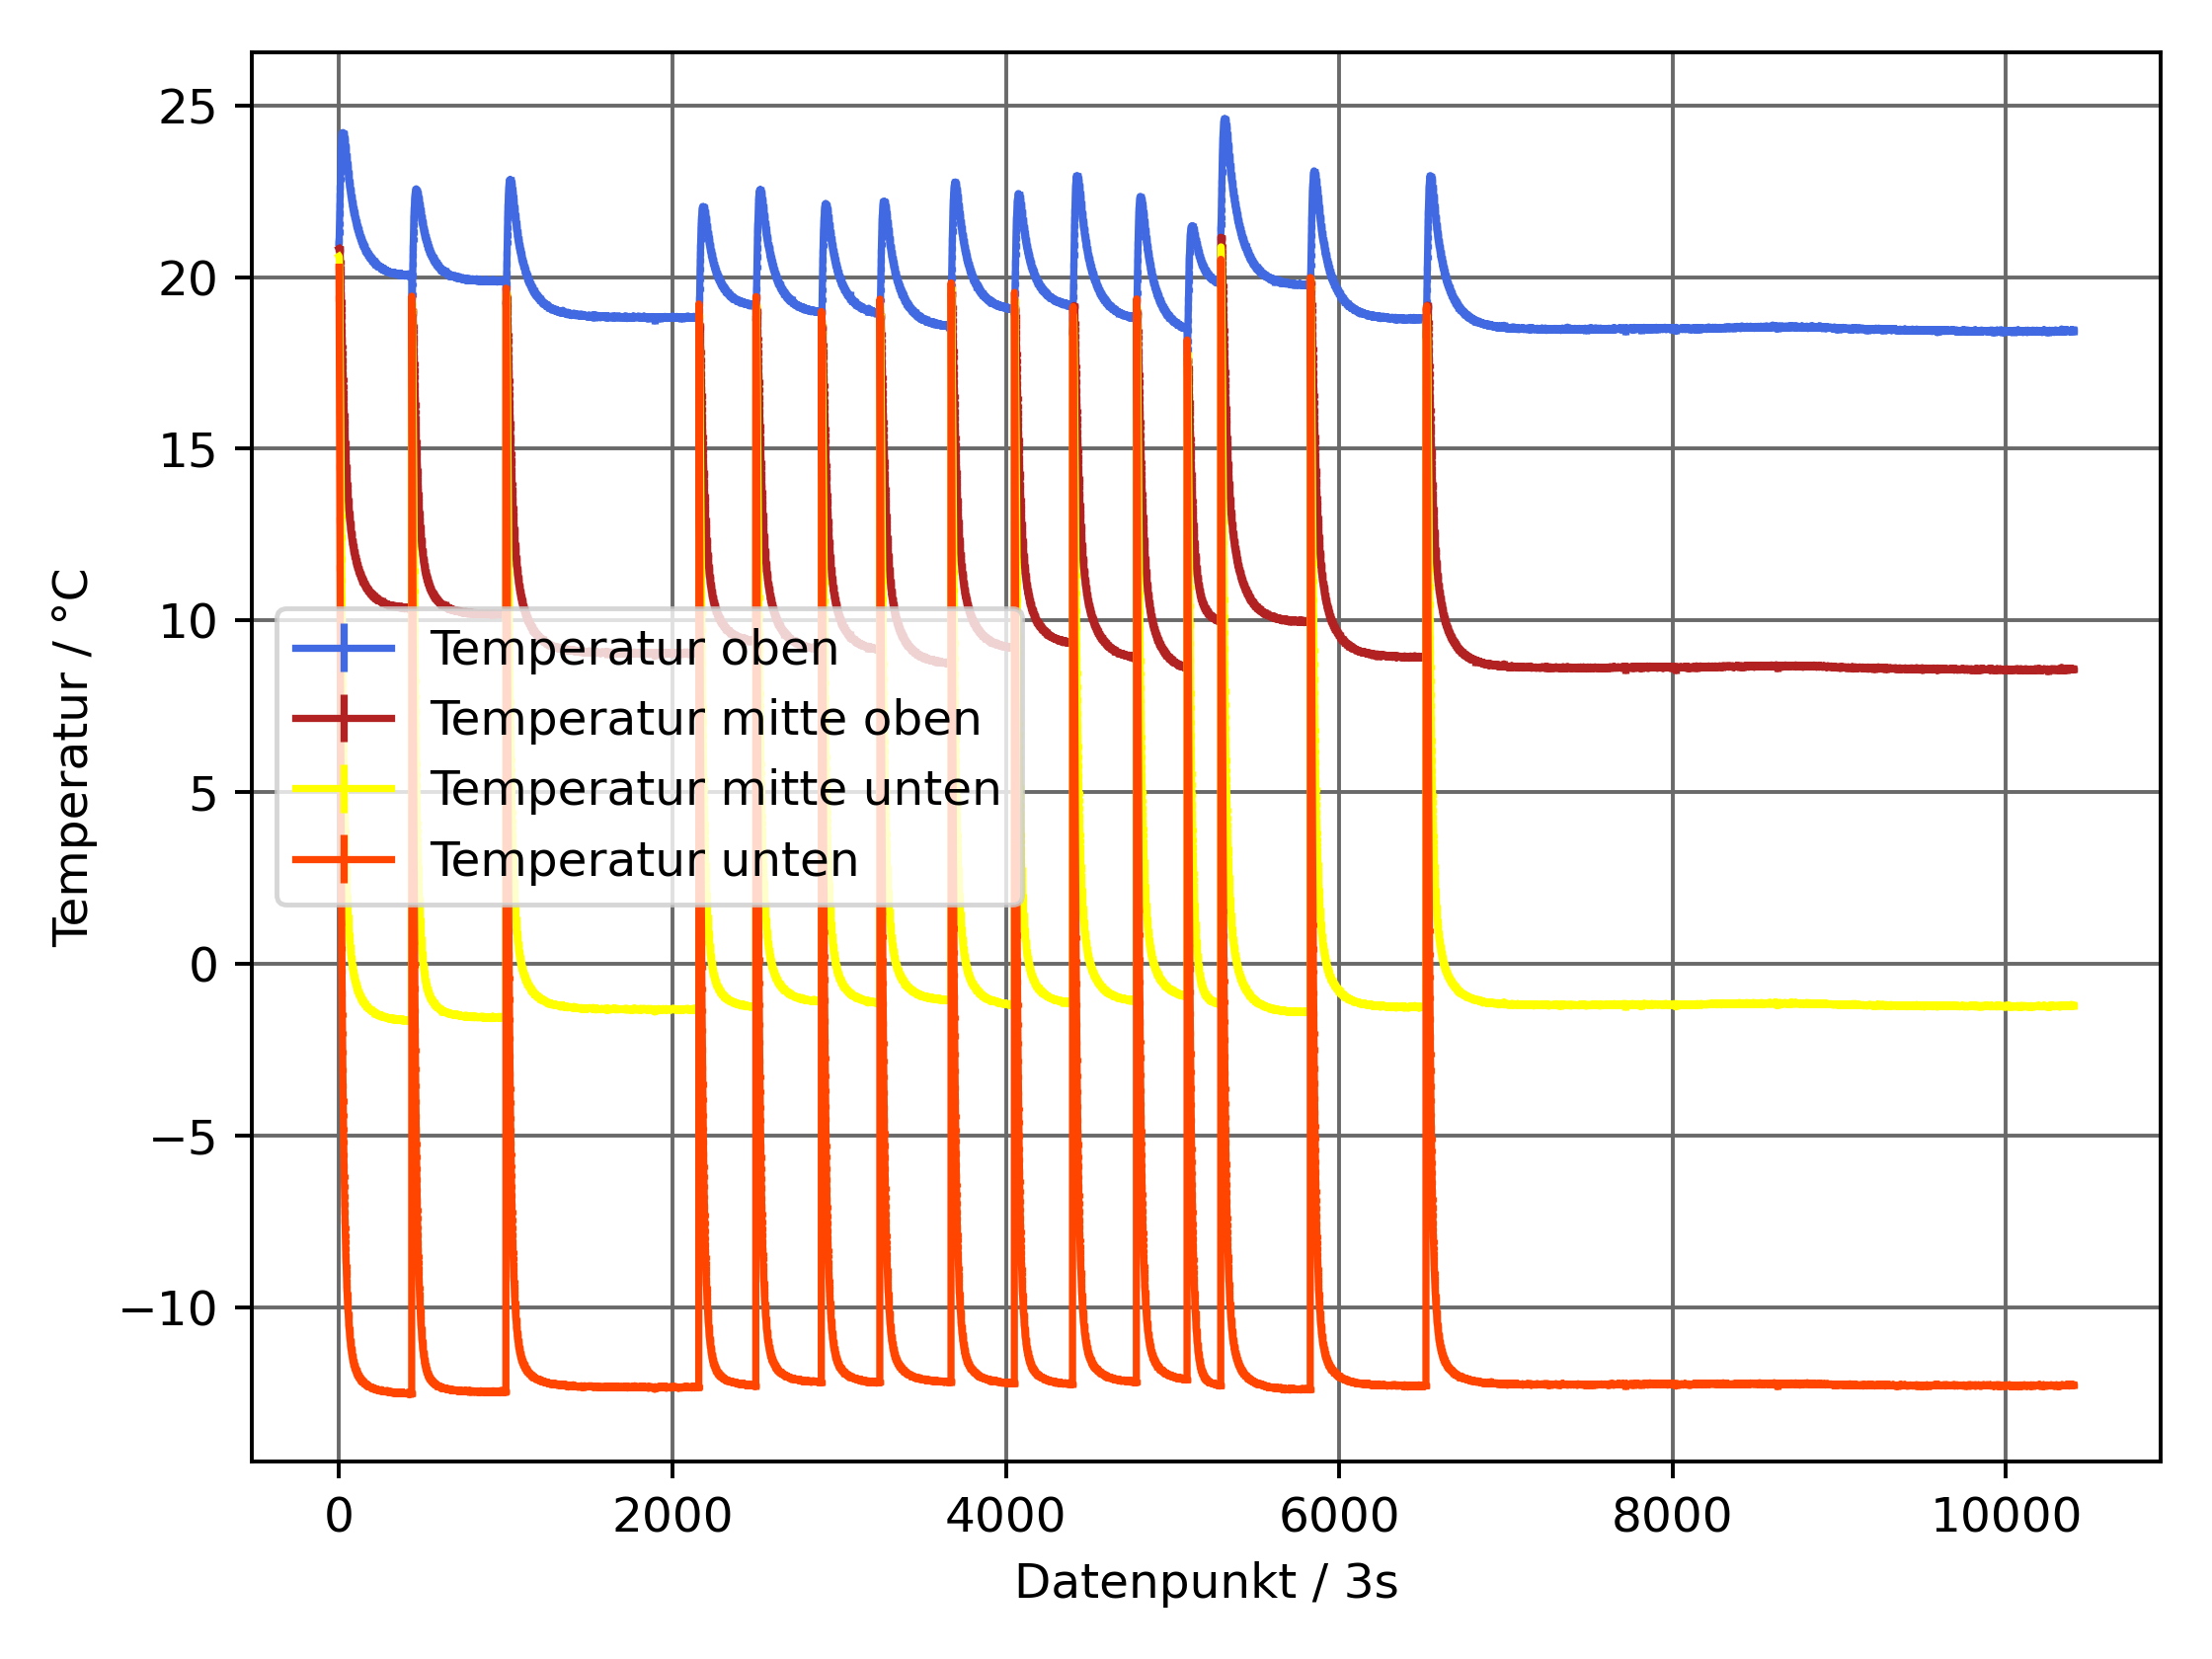 25
20
15
10
5
0
−5
−10
Temperatur / °C
Temperatur oben
Temperatur mitte oben
Temperatur mitte unten
Temperatur unten
0 2000 4000 6000 8000 10000
Datenpunkt / 3s